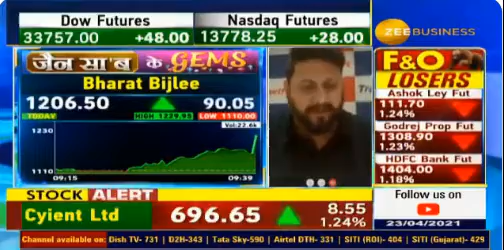 Dow Futures
33757.00 +48.00
Nasdaq Futures
13778.25 +28.00
ZEE BUSINESS
जैन सा'ब के GEMS
Bharat Bijlee
1206.50 90.05
TODAY HIGH 1229.95 LOW 1110.00
Vol:22.6k
1230
1110
09:15 09:39
F&O
LOSERS
Ashok Ley Fut
111.70
1.24%
Godrej Prop Fut
1308.90
1.23%
HDFC Bank Fut
1404.00
1.18%
STOCK ALERT
Cyient Ltd 696.65 8.55
1.24%
Follow us on
23/04/2021
Channel available on: Dish TV- 731 | D2H-343 | Tata Sky-590 | Airtel DTH- 331 | SITI (ROI)- 404 | SITI (Gujarat)- 429